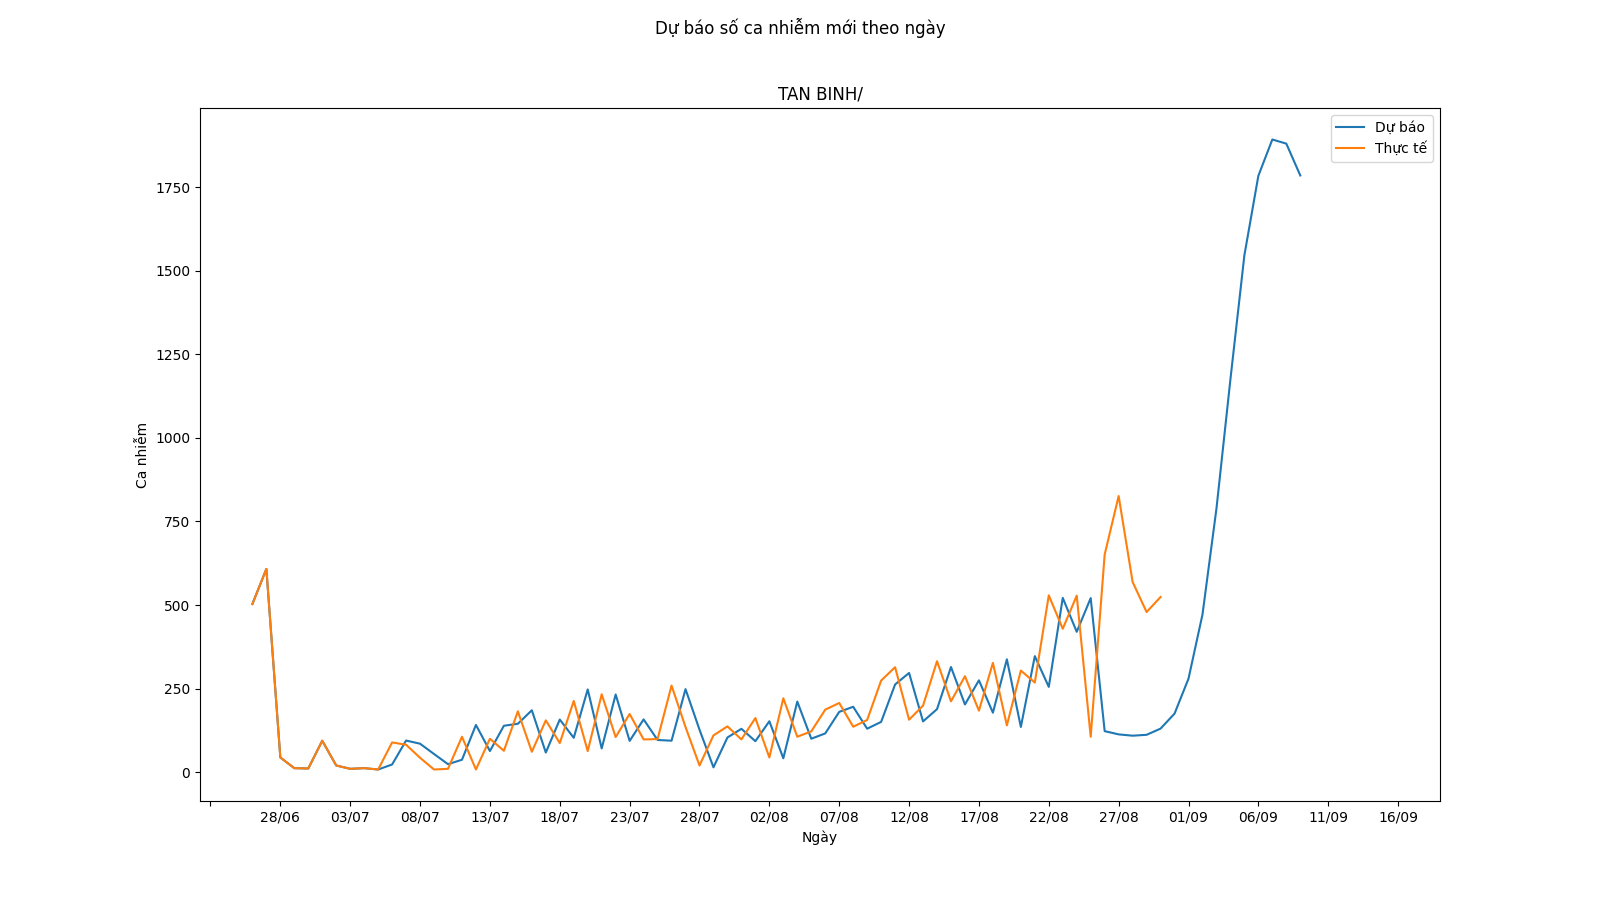 Dự báo số ca nhiễm mới theo ngày
TAN BINH/
Dự báo
Thực tế
1750
1500
1250
1000
750
500
250
0
Ca nhiễm
28/06 03/07 08/07 13/07 18/07 23/07 28/07 02/08 07/08 12/08 17/08 22/08 27/08 01/09 06/09 11/09 16/09
Ngày